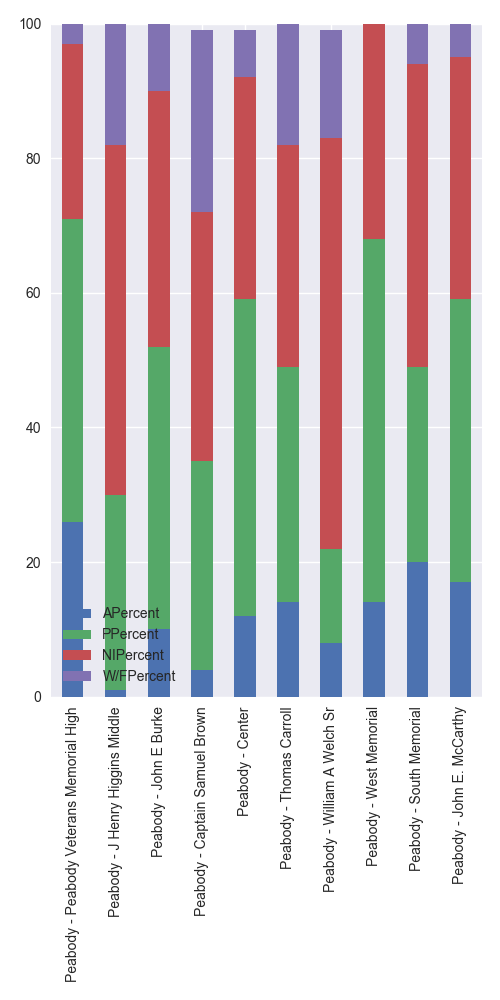 100
80
60
40
20
0
APercent
PPercent
NIPercent
W/FPercent
Peabody - Peabody Veterans Memorial High
Peabody - J Henry Higgins Middle
Peabody - John E Burke
Peabody - Captain Samuel Brown
Peabody - Center
Peabody - Thomas Carroll
Peabody - William A Welch Sr
Peabody - West Memorial
Peabody - South Memorial
Peabody - John E. McCarthy